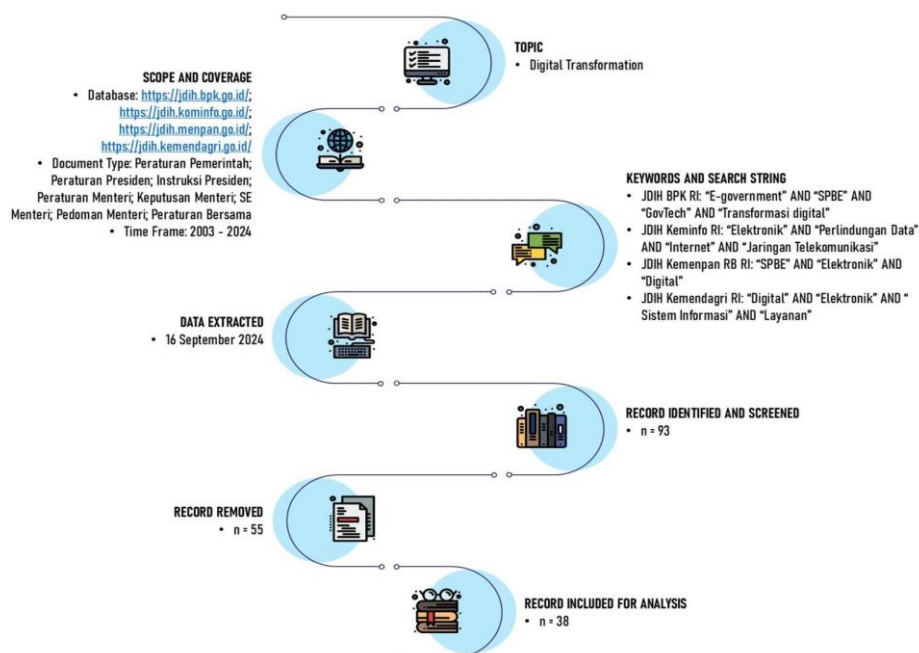 TOPIC
• Digital Transformation
SCOPE AND COVERAGE
• Database: https://jdih.bpk.go.id/;
https://jdih.kominfo.go.id/;
https://jdih.menpan.go.id/;
https://jdih.kemendagri.go.id/
• Document Type: Peraturan Pemerintah;
Peraturan Presiden; Instruksi Presiden;
Peraturan Menteri; Keputusan Menteri; SE
Menteri; Pedoman Menteri; Peraturan Bersama
• Time Frame: 2003 - 2024
KEYWORDS AND SEARCH STRING
• JDIH BPK RI: “E-government” AND “SPBE” AND
“GovTech” AND “Transformasi digital”
• JDIH Keminfo RI: “Elektronik” AND “Perlindungan Data”
AND “Internet” AND “Jaringan Telekomunikasi”
• JDIH Kemenpan RB RI: “SPBE” AND “Elektronik” AND
“Digital”
• JDIH Kemendagri RI: “Digital” AND “Elektronik” AND “
Sistem Informasi” AND “Layanan”
DATA EXTRACTED
• 16 September 2024
RECORD IDENTIFIED AND SCREENED
• n = 93
RECORD REMOVED
• n = 55
RECORD INCLUDED FOR ANALYSIS
• n = 38